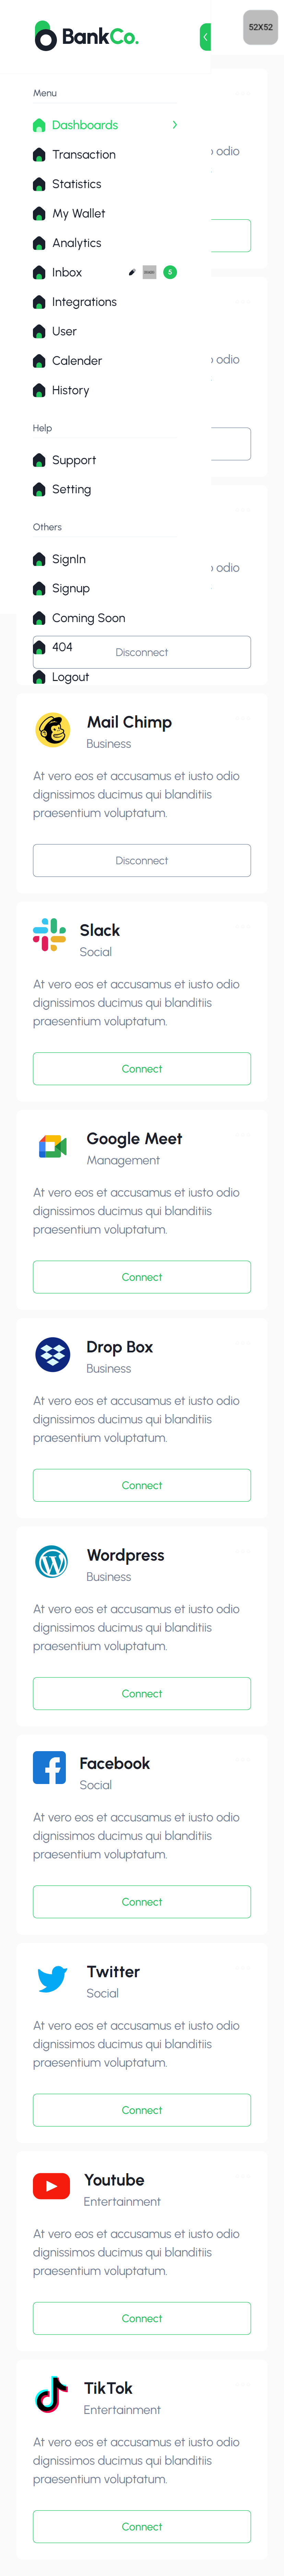 BankCo.
52X52
Menu
Dashboards
odio
Transaction
Statistics
My Wallet
Analytics
Inbox
5
Integrations
User
Calender
odio
History
Help
Support
Setting
Others
SignIn
odio
Signup
Coming Soon
404
Disconnect
Logout
Mail Chimp
Business
At vero eos et accusamus et iusto odio
dignissimos ducimus qui blanditiis
praesentium voluptatum.
Disconnect
Slack
Social
At vero eos et accusamus et iusto odio
dignissimos ducimus qui blanditiis
praesentium voluptatum.
Connect
Google Meet
Management
At vero eos et accusamus et iusto odio
dignissimos ducimus qui blanditiis
praesentium voluptatum.
Connect
Drop Box
Business
At vero eos et accusamus et iusto odio
dignissimos ducimus qui blanditiis
praesentium voluptatum.
Connect
Wordpress
Business
At vero eos et accusamus et iusto odio
dignissimos ducimus qui blanditiis
praesentium voluptatum.
Connect
Facebook
Social
At vero eos et accusamus et iusto odio
dignissimos ducimus qui blanditiis
praesentium voluptatum.
Connect
Twitter
Social
At vero eos et accusamus et iusto odio
dignissimos ducimus qui blanditiis
praesentium voluptatum.
Connect
Youtube
Entertainment
At vero eos et accusamus et iusto odio
dignissimos ducimus qui blanditiis
praesentium voluptatum.
Connect
TikTok
Entertainment
At vero eos et accusamus et iusto odio
dignissimos ducimus qui blanditiis
praesentium voluptatum.
Connect